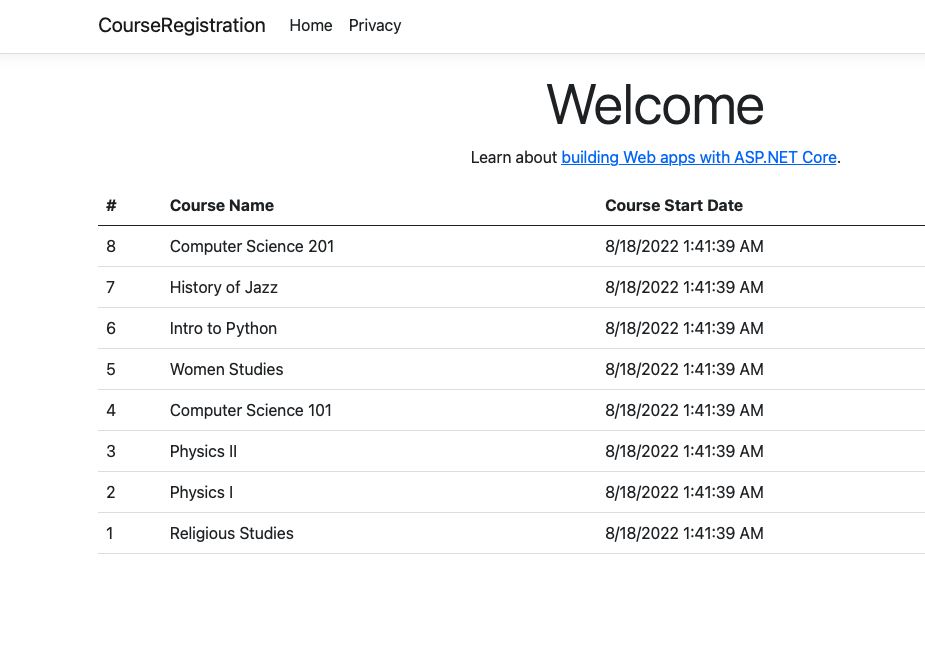 CourseRegistration Home Privacy
Welcome
Learn about building Web apps with ASP.NET Core.
# Course Name Course Start Date
8 Computer Science 201 8/18/2022 1:41:39 AM
7 History of Jazz 8/18/2022 1:41:39 AM
6 Intro to Python 8/18/2022 1:41:39 AM
5 Women Studies 8/18/2022 1:41:39 AM
4 Computer Science 101 8/18/2022 1:41:39 AM
3 Physics II 8/18/2022 1:41:39 AM
2 Physics I 8/18/2022 1:41:39 AM
1 Religious Studies 8/18/2022 1:41:39 AM